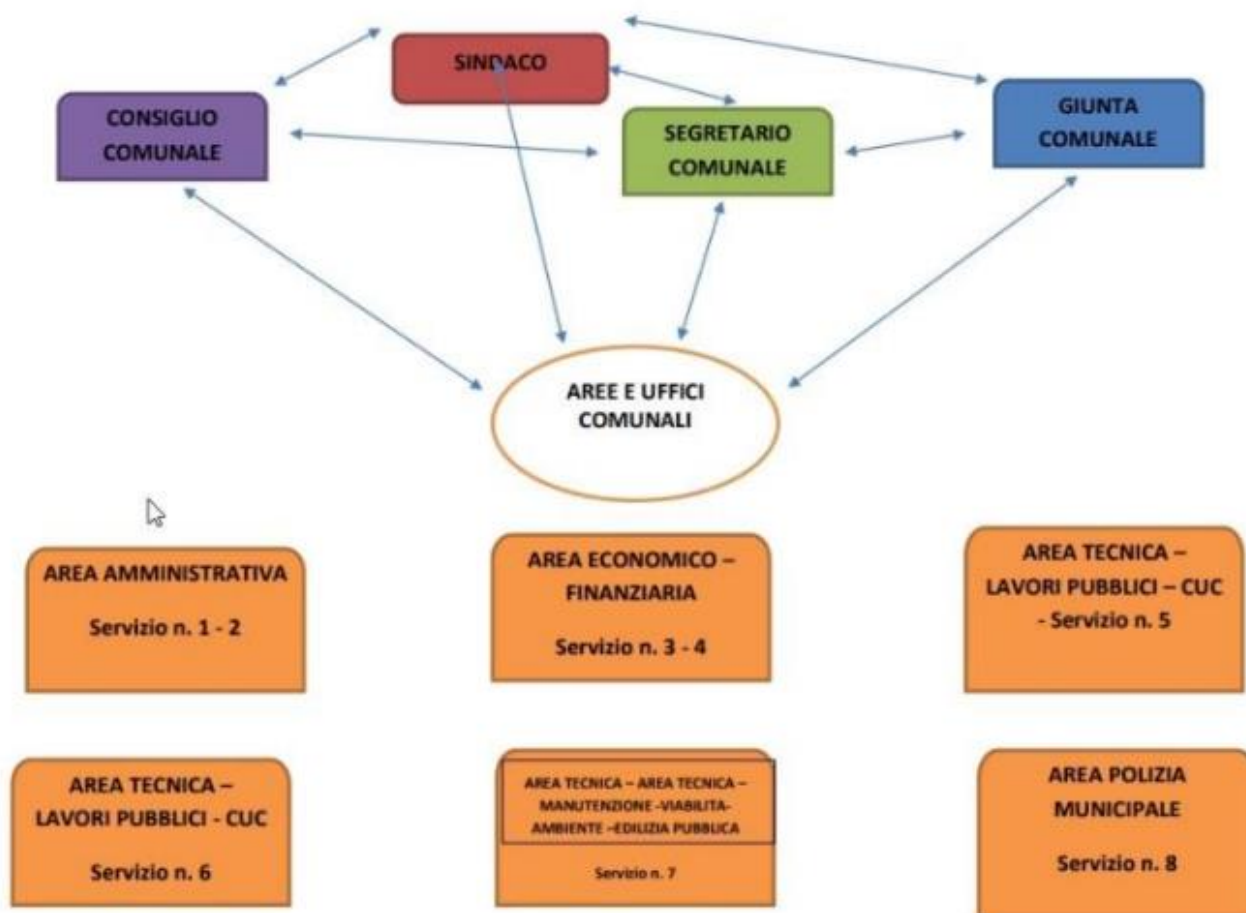 SINDACO
CONSIGLIO
COMUNALE
SEGRETARIO
COMUNALE
GIUNTA
COMUNALE
AREE E UFFICI
COMUNALI
AREA AMMINISTRATIVA
Servizio n. 1 - 2
AREA ECONOMICO –
FINANZIARIA
Servizio n. 3 - 4
AREA TECNICA –
LAVORI PUBBLICI – CUC
- Servizio n. 5
AREA TECNICA –
LAVORI PUBBLICI - CUC
Servizio n. 6
AREA TECNICA – AREA TECNICA –
MANUTENZIONE -VIABILITA-
AMBIENTE –EDILIZIA PUBBLICA
Servizio n. 7
AREA POLIZIA
MUNICIPALE
Servizio n. 8